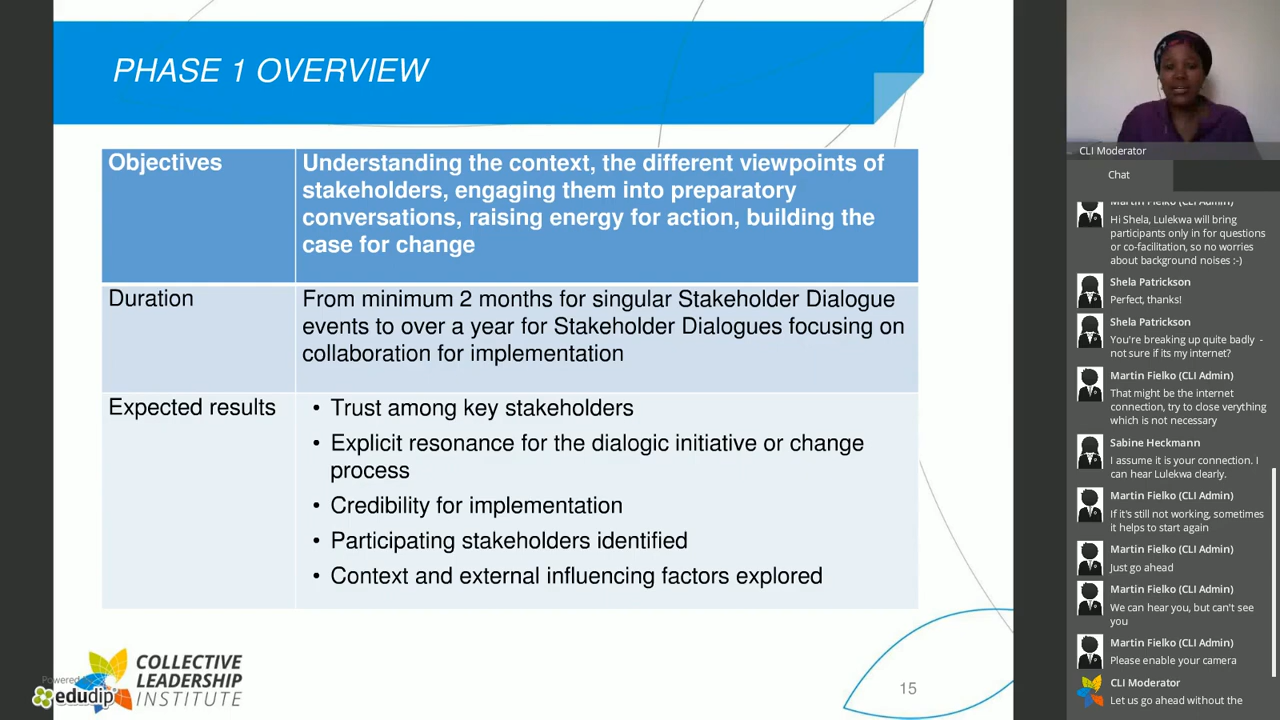 PHASE 1 OVERVIEW
Objectives
Understanding the context, the different viewpoints of
stakeholders, engaging them into preparatory
conversations, raising energy for action, building the
case for change
Duration
From minimum 2 months for singular Stakeholder Dialogue
events to over a year for Stakeholder Dialogues focusing on
collaboration for implementation
Expected results
• Trust among key stakeholders
• Explicit resonance for the dialogic initiative or change
process
• Credibility for implementation
• Participating stakeholders identified
• Context and external influencing factors explored
COLLECTIVE
LEADERSHIP
INSTITUTE
Powered
edudip
15
CLI Moderator
Chat
Martin Fielko (CLI Admin)
Hi Shela, Lulekwa will bring
participants only in for questions
or co-facilitation, so no worries
about background noises :-)
Shela Patrickson
Perfect, thanks!
Shela Patrickson
You're breaking up quite badly -
not sure if its my internet?
Martin Fielko (CLI Admin)
That might be the internet
connection, try to close verything
which is not necessary
Sabine Heckmann
I assume it is your connection. I
can hear Lulekwa clearly.
Martin Fielko (CLI Admin)
If it's still not working, sometimes
it helps to start again
Martin Fielko (CLI Admin)
Just go ahead
Martin Fielko (CLI Admin)
We can hear you, but can't see
you
Martin Fielko (CLI Admin)
Please enable your camera
CLI Moderator
Let us go ahead without the